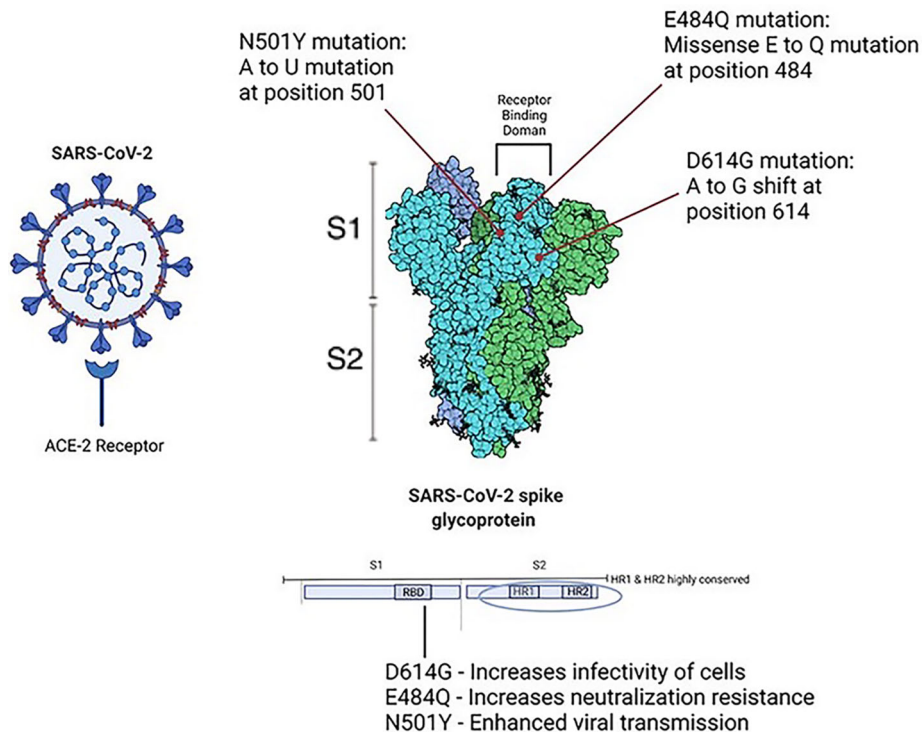 N501Y mutation:
A to U mutation
at position 501
E484Q mutation:
Missense E to Q mutation
at position 484
Receptor
Binding
Doman
D614G mutation:
A to G shift at
position 614
SARS-CoV-2
S1
S2
ACE-2 Receptor
SARS-CoV-2 spike
glycoprotein
S1
S2
HR1 & HR2 highly conserved
RBD
HR1
HR2
D614G - Increases infectivity of cells
E484Q - Increases neutralization resistance
N501Y - Enhanced viral transmission